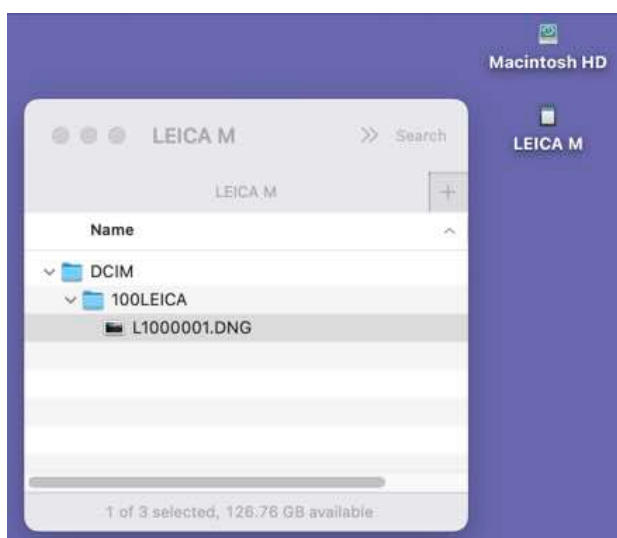 Macintosh HD
LEICA M
LEICA M
Search
LEICA M
Name
DCIM
100LEICA
L1000001.DNG
1 of 3 selected, 126.76 GB available